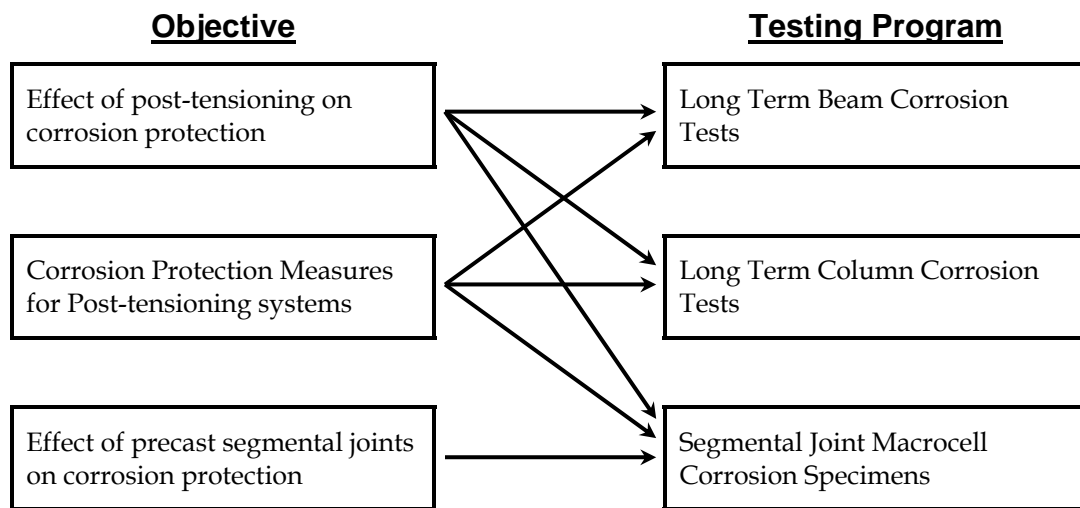 Objective
Testing Program
Effect of post-tensioning on
corrosion protection
Long Term Beam Corrosion
Tests
Corrosion Protection Measures
for Post-tensioning systems
Long Term Column Corrosion
Tests
Effect of precast segmental joints
on corrosion protection
Segmental Joint Macrocell
Corrosion Specimens